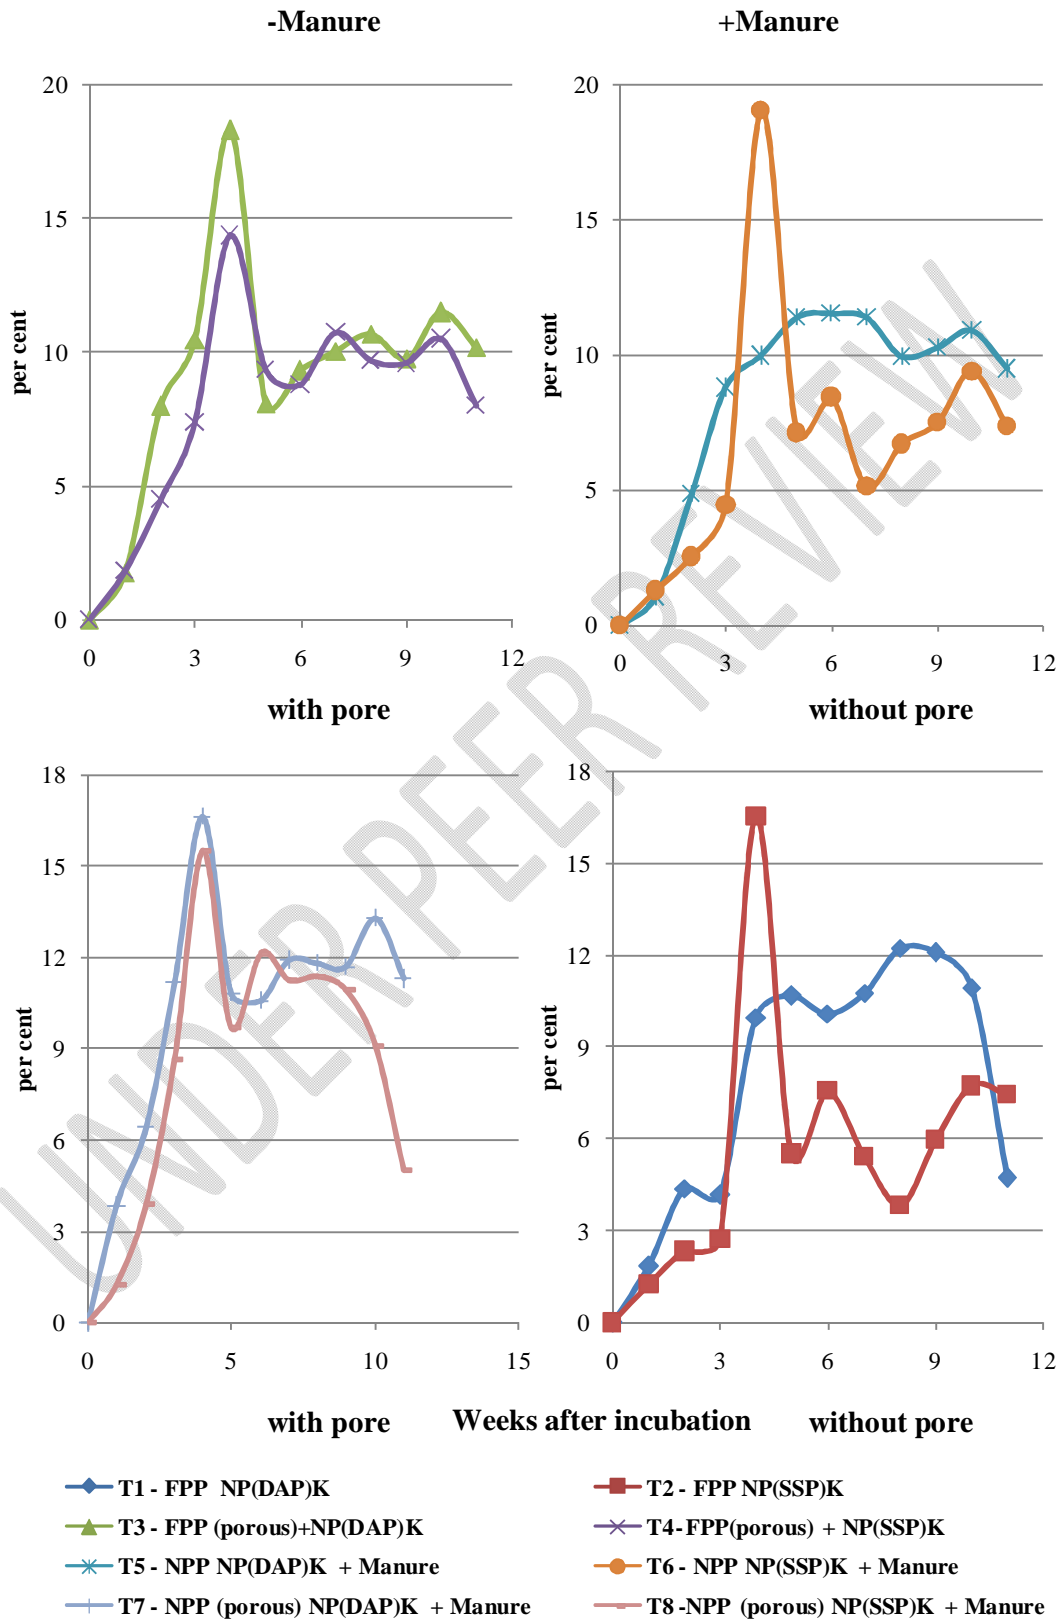 -Manure +Manure
20
15
10
5
0
per cent
0 3 6 9 12
with pore
20
15
10
5
0
per cent
0 3 6 9 12
without pore
18
15
12
9
6
3
0
per cent
0 5 10 15
with pore
18
15
12
9
6
3
0
per cent
0 3 6 9 12
without pore
Weeks after incubation
T1 - FPP NP(DAP)K
T2 - FPP NP(SSP)K
T3 - FPP (porous)+NP(DAP)K
T4-FPP(porous) + NP(SSP)K
T5 - NPP NP(DAP)K + Manure
T6 - NPP NP(SSP)K + Manure
T7 - NPP (porous) NP(DAP)K + Manure
T8-NPP (porous) NP(SSP)K + Manure
UNDER PEER REVIEW